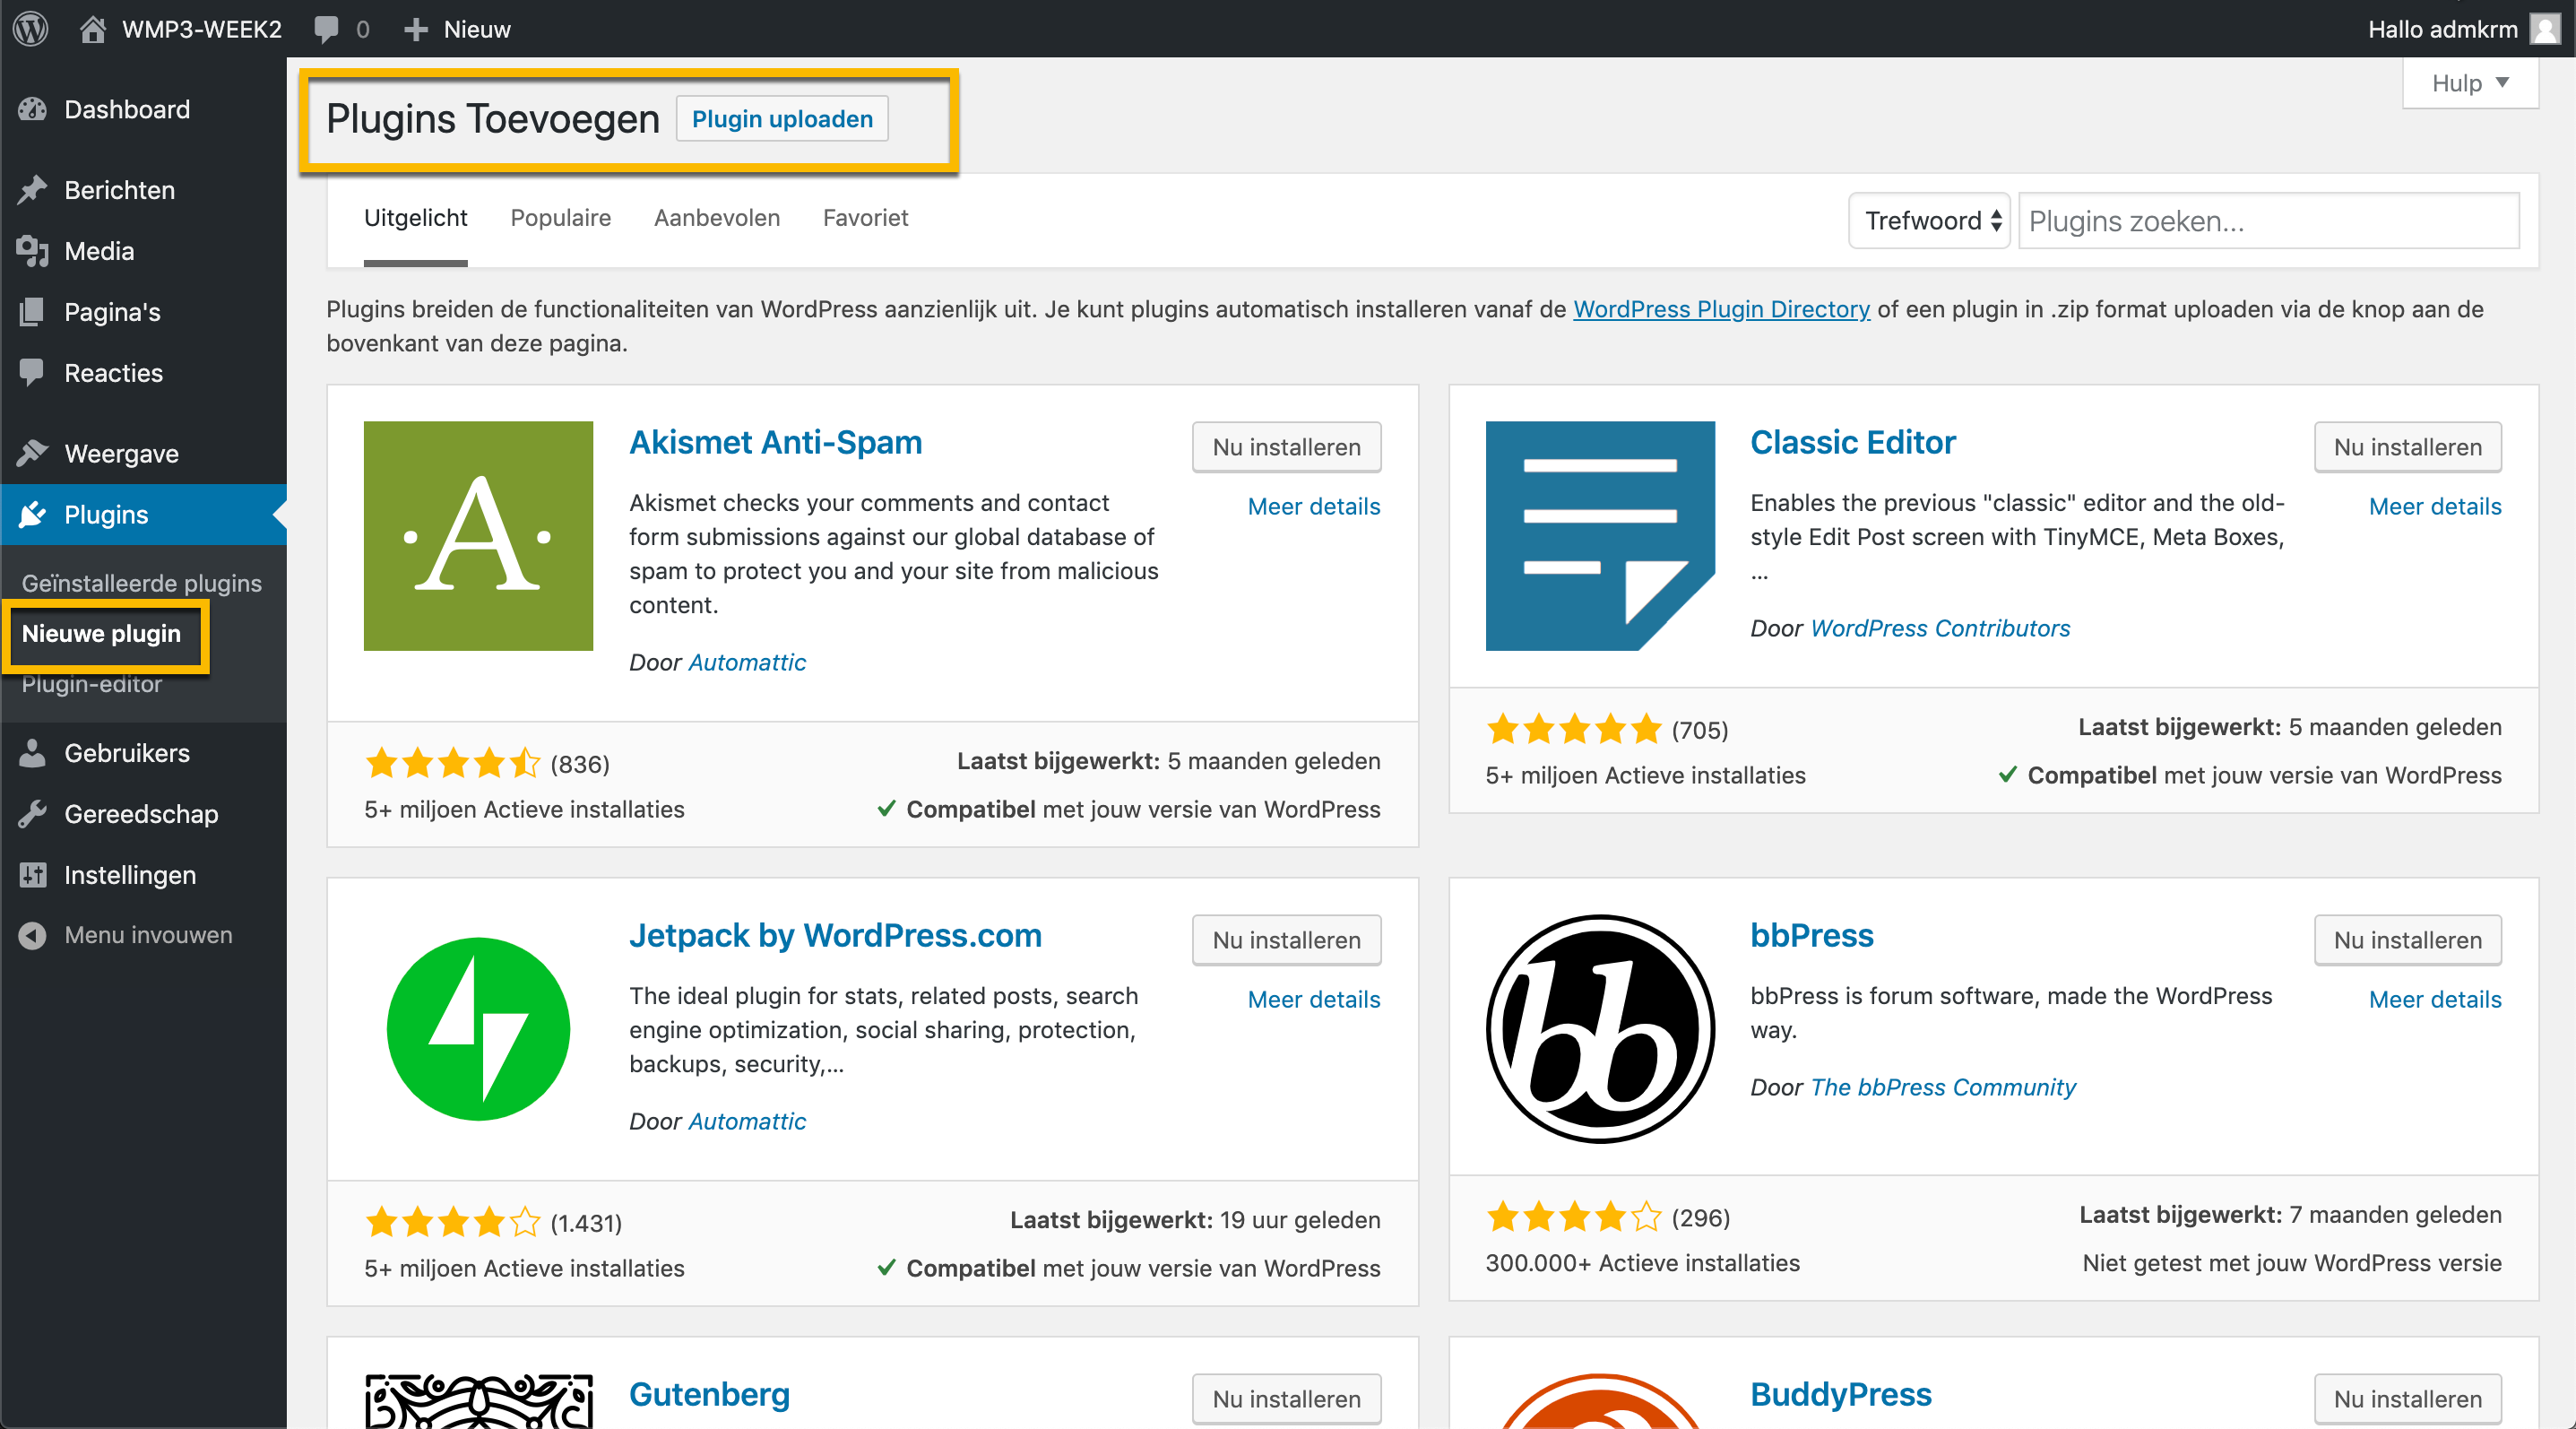 WMP3-WEEK2
0
Nieuw
Hallo admkrm
Dashboard
Berichten
Media
Pagina's
Reacties
Weergave
Plugins
Geïnstalleerde plugins
Nieuwe plugin
Plugin-editor
Gebruikers
Gereedschap
Instellingen
Menu invouwen
Hulp
Plugins Toevoegen
Plugin uploaden
Uitgelicht
Populaire
Aanbevolen
Favoriet
Trefwoord
Plugins zoeken...
Plugins breiden de functionaliteiten van WordPress aanzienlijk uit. Je kunt plugins automatisch installeren vanaf de WordPress Plugin Directory of een plugin in .zip format uploaden via de knop aan de
bovenkant van deze pagina.
A
Akismet Anti-Spam
Nu installeren
Meer details
Akismet checks your comments and contact
form submissions against our global database of
spam to protect you and your site from malicious
content.
Door Automattic
(836)
5+ miljoen Actieve installaties
Laatst bijgewerkt: 5 maanden geleden
Compatibel met jouw versie van WordPress
Classic Editor
Nu installeren
Meer details
Enables the previous "classic" editor and the old-
style Edit Post screen with TinyMCE, Meta Boxes,
...
Door WordPress Contributors
(705)
5+ miljoen Actieve installaties
Laatst bijgewerkt: 5 maanden geleden
Compatibel met jouw versie van WordPress
Jetpack by WordPress.com
Nu installeren
Meer details
The ideal plugin for stats, related posts, search
engine optimization, social sharing, protection,
backups, security,...
Door Automattic
(1.431)
5+ miljoen Actieve installaties
Laatst bijgewerkt: 19 uur geleden
Compatibel met jouw versie van WordPress
bb
bbPress
Nu installeren
Meer details
bbPress is forum software, made the WordPress
way.
Door The bbPress Community
(296)
300.000+ Actieve installaties
Laatst bijgewerkt: 7 maanden geleden
Niet getest met jouw WordPress versie
Gutenberg
Nu installeren
BuddyPress
Nu installeren